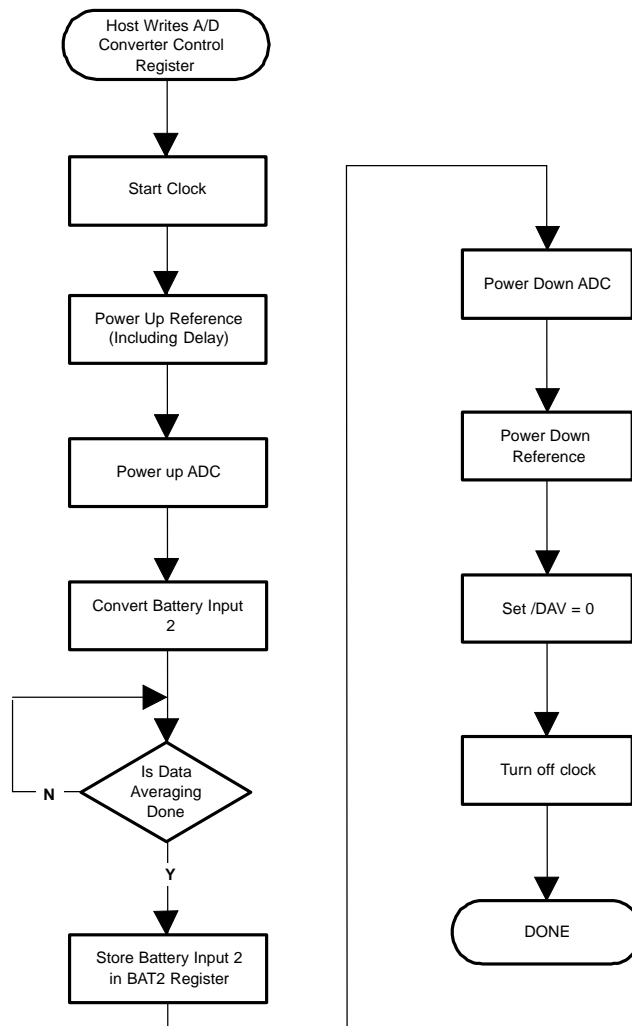 Host Writes A/D
Converter Control
Register
Start Clock
Power Up Reference
(Including Delay)
Power up ADC
Convert Battery Input
2
Is Data
Averaging
Done
N
Y
Store Battery Input 2
in BAT2 Register
Power Down ADC
Power Down
Reference
Set /DAV = 0
Turn off clock
DONE